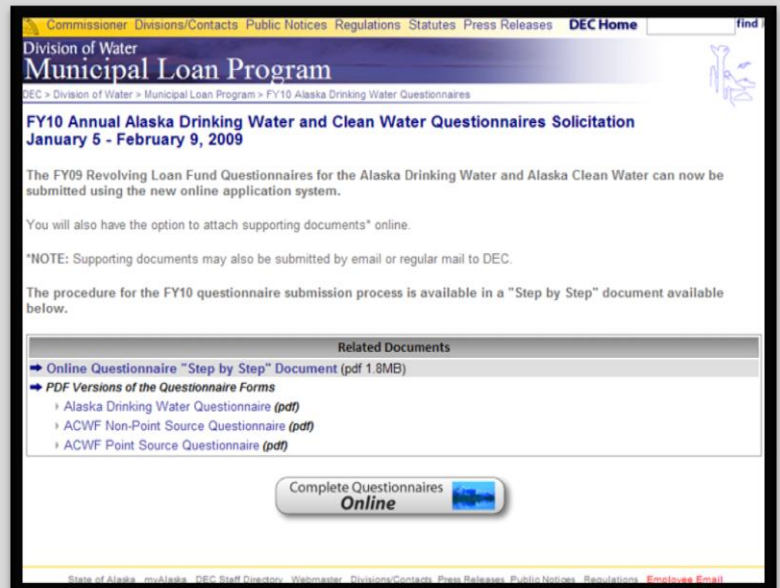 Commissioner Divisions/Contacts Public Notices Regulations Statutes Press Releases DEC Home find
Division of Water
Municipal Loan Program
DEC > Division of Water > Municipal Loan Program > FY10 Alaska Drinking Water Questionnaires
FY10 Annual Alaska Drinking Water and Clean Water Questionnaires Solicitation
January 5 - February 9, 2009
The FY09 Revolving Loan Fund Questionnaires for the Alaska Drinking Water and Alaska Clean Water can now be
submitted using the new online application system.
You will also have the option to attach supporting documents* online.
*NOTE: Supporting documents may also be submitted by email or regular mail to DEC.
The procedure for the FY10 questionnaire submission process is available in a "Step by Step" document available
below.
Related Documents
Online Questionnaire "Step by Step" Document (pdf 1.8MB)
PDF Versions of the Questionnaire Forms
Alaska Drinking Water Questionnaire (pdf)
ACWF Non-Point Source Questionnaire (pdf)
ACWF Point Source Questionnaire (pdf)
Complete Questionnaires
Online
State of Alaska myAlaska DEC Staff Directory Webmaster Divisions/Contacts Press Releases Public Notices Regulations Employee Email